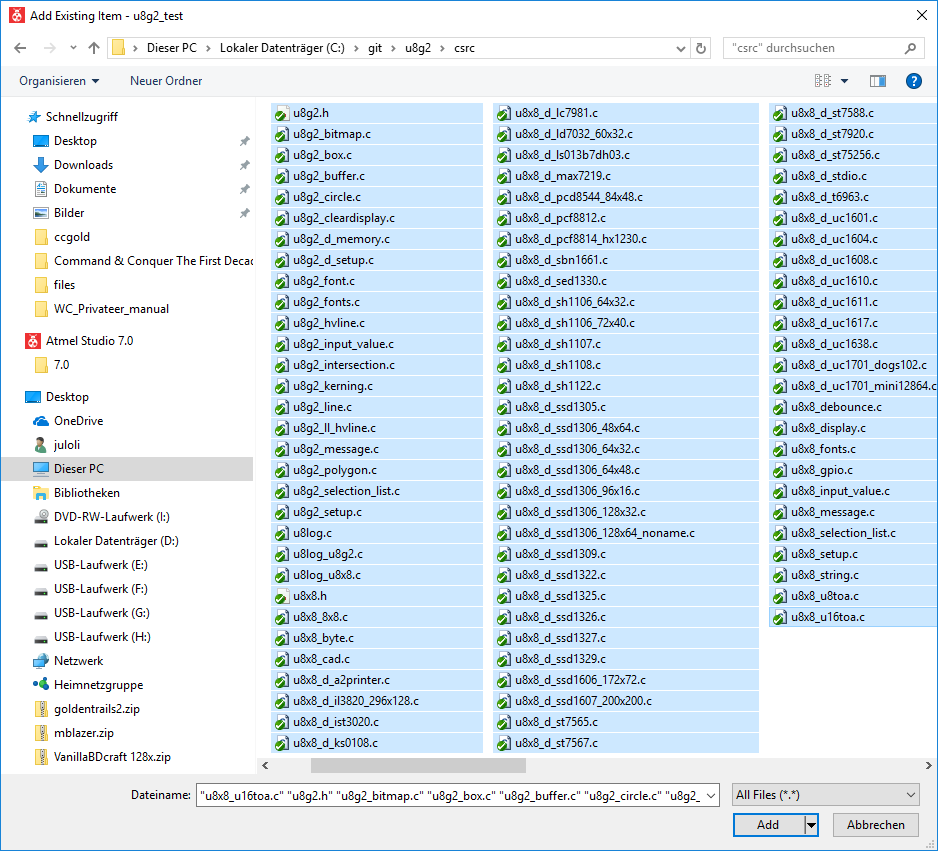 Add Existing Item - u8g2_test
Dieser PC
Lokaler Datenträger (C:)
git
u8g2
csrc
"csrc" durchsuchen
Organisieren
Neuer Ordner
Schnellzugriff
Desktop
Downloads
Dokumente
Bilder
ccgold
Command & Conquer The First Decad
files
WC_Privateer_manual
Atmel Studio 7.0
7.0
Desktop
OneDrive
juloli
Dieser PC
Bibliotheken
DVD-RW-Laufwerk (I:)
Lokaler Datenträger (D:)
USB-Laufwerk (E:)
USB-Laufwerk (F:)
USB-Laufwerk (G:)
USB-Laufwerk (H:)
Netzwerk
Heimnetzgruppe
goldentrails2.zip
mblazer.zip
VanillaBDcraft 128x.zip
u8g2.h
u8g2_bitmap.c
u8g2_box.c
u8g2_buffer.c
u8g2_circle.c
u8g2_cleardisplay.c
u8g2_d_memory.c
u8g2_d_setup.c
u8g2_font.c
u8g2_fonts.c
u8g2_hvline.c
u8g2_input_value.c
u8g2_intersection.c
u8g2_kerning.c
u8g2_line.c
u8g2_ll_hvline.c
u8g2_message.c
u8g2_polygon.c
u8g2_selection_list.c
u8g2_setup.c
u8log.c
u8log_u8g2.c
u8log_u8x8.c
u8x8.h
u8x8_8x8.c
u8x8_byte.c
u8x8_cad.c
u8x8_d_a2printer.c
u8x8_d_il3820_296x128.c
u8x8_d_ist3020.c
u8x8_d_ks0108.c
u8x8_d_lc7981.c
u8x8_d_ld7032_60x32.c
u8x8_d_ls013b7dh03.c
u8x8_d_max7219.c
u8x8_d_pcd8544_84x48.c
u8x8_d_pcf8812.c
u8x8_d_pcf8814_hx1230.c
u8x8_d_sbn1661.c
u8x8_d_sed1330.c
u8x8_d_sh1106_64x32.c
u8x8_d_sh1106_72x40.c
u8x8_d_sh1107.c
u8x8_d_sh1108.c
u8x8_d_sh1122.c
u8x8_d_ssd1305.c
u8x8_d_ssd1306_48x64.c
u8x8_d_ssd1306_64x32.c
u8x8_d_ssd1306_64x48.c
u8x8_d_ssd1306_96x16.c
u8x8_d_ssd1306_128x32.c
u8x8_d_ssd1306_128x64_noname.c
u8x8_d_ssd1309.c
u8x8_d_ssd1322.c
u8x8_d_ssd1325.c
u8x8_d_ssd1326.c
u8x8_d_ssd1327.c
u8x8_d_ssd1329.c
u8x8_d_ssd1606_172x72.c
u8x8_d_ssd1607_200x200.c
u8x8_d_st7565.c
u8x8_d_st7567.c
u8x8_d_st7588.c
u8x8_d_st7920.c
u8x8_d_st75256.c
u8x8_d_stdio.c
u8x8_d_t6963.c
u8x8_d_uc1601.c
u8x8_d_uc1604.c
u8x8_d_uc1608.c
u8x8_d_uc1610.c
u8x8_d_uc1611.c
u8x8_d_uc1617.c
u8x8_d_uc1638.c
u8x8_d_uc1701_dogs102.c
u8x8_d_uc1701_mini12864.c
u8x8_debounce.c
u8x8_display.c
u8x8_fonts.c
u8x8_gpio.c
u8x8_input_value.c
u8x8_message.c
u8x8_selection_list.c
u8x8_setup.c
u8x8_string.c
u8x8_u8toa.c
u8x8_u16toa.c
Dateiname:
"u8x8_u16toa.c" "u8g2.h" "u8g2_bitmap.c" "u8g2_box.c" "u8g2_buffer.c" "u8g2_circle.c" "u8g2_
All Files (*.*)
Add
Abbrechen